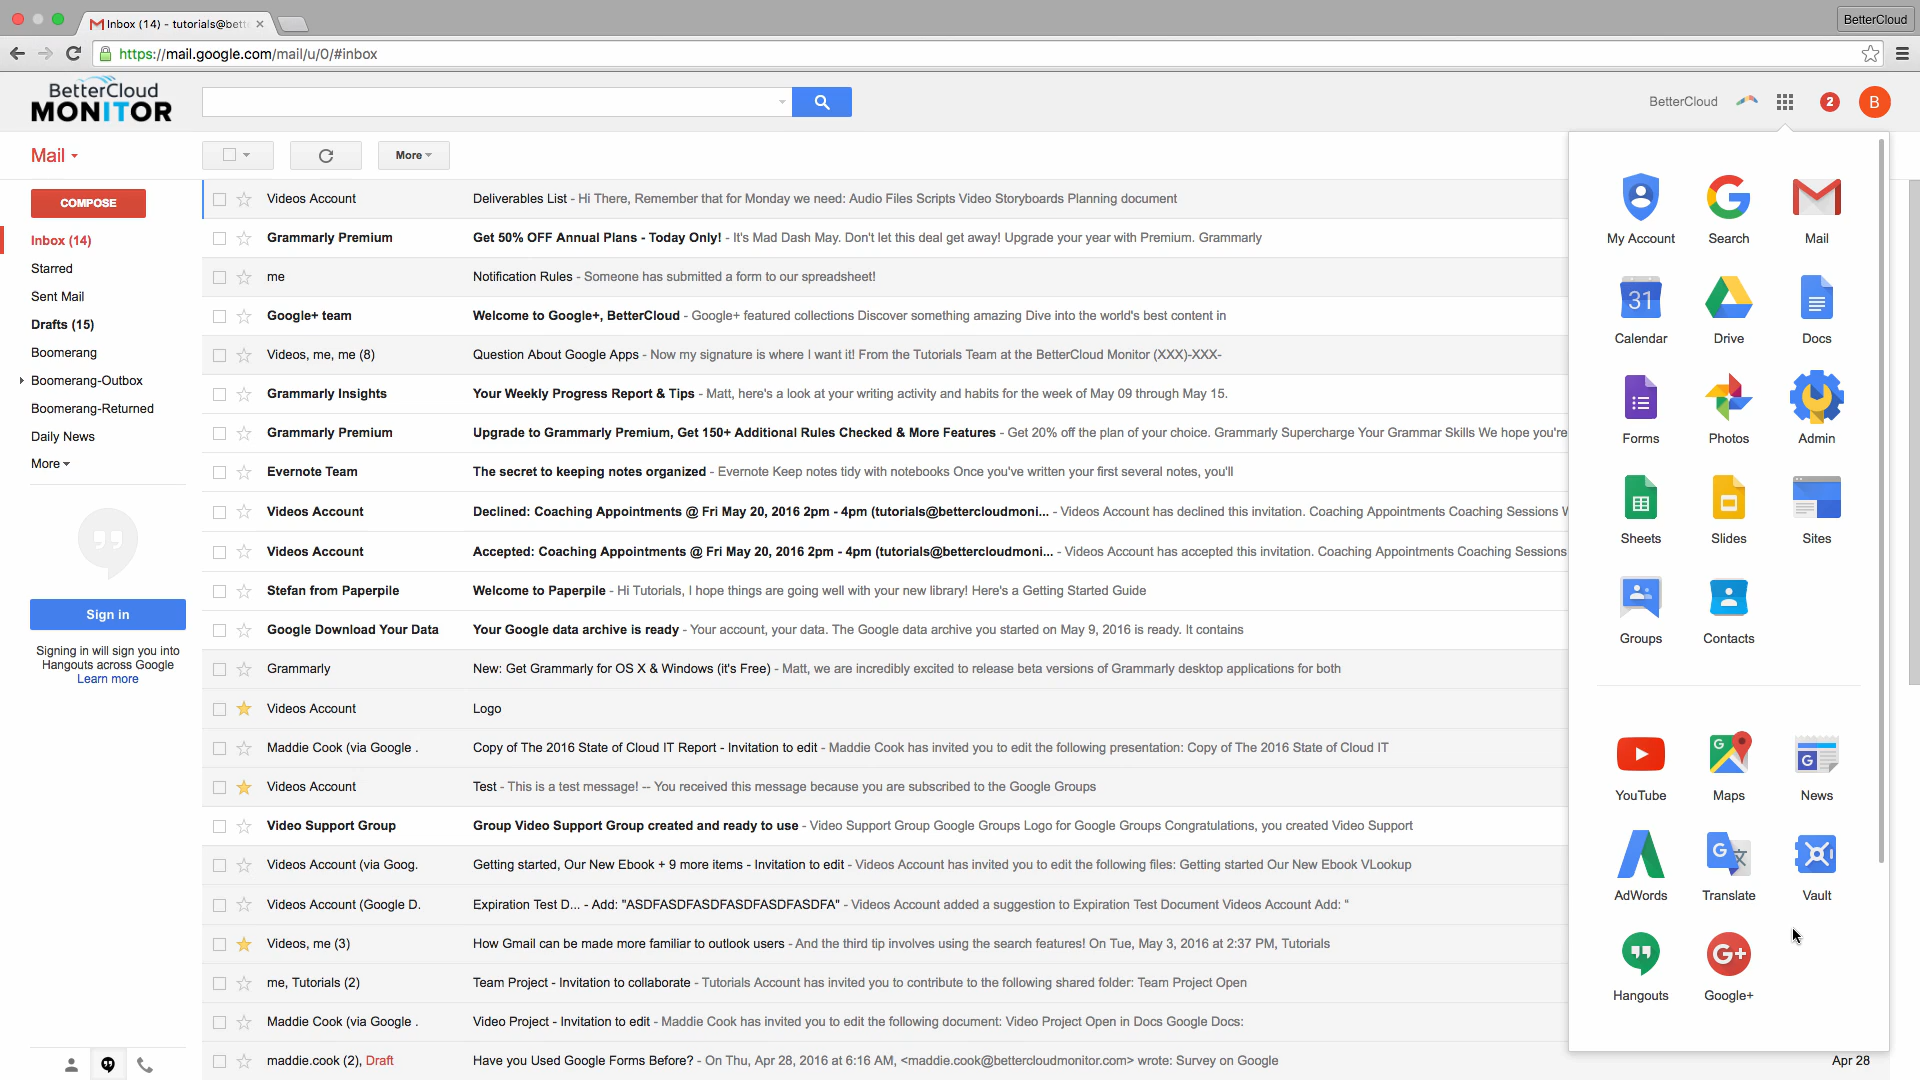 Inbox (14) - tutorials@bett
BetterCloud
https://mail.google.com/mail/u/0/#inbox
BetterCloud
MONITOR
BetterCloud
2
B
Mail
More
COMPOSE
Inbox (14)
Starred
Sent Mail
Drafts (15)
Boomerang
Boomerang-Outbox
Boomerang-Returned
Daily News
More
Sign in
Signing in will sign you into
Hangouts across Google
Learn more
Videos Account Deliverables List - Hi There, Remember that for Monday we need: Audio Files Scripts Video Storyboards Planning document
Grammarly Premium Get 50% OFF Annual Plans - Today Only! - It's Mad Dash May. Don't let this deal get away! Upgrade your year with Premium. Grammarly
me Notification Rules - Someone has submitted a form to our spreadsheet!
Google+ team Welcome to Google+, BetterCloud - Google+ featured collections Discover something amazing Dive into the world's best content in
Videos, me, me (8) Question About Google Apps - Now my signature is where I want it! From the Tutorials Team at the BetterCloud Monitor (XXX)-XXX-
Grammarly Insights Your Weekly Progress Report & Tips - Matt, here's a look at your writing activity and habits for the week of May 09 through May 15.
Grammarly Premium Upgrade to Grammarly Premium, Get 150+ Additional Rules Checked & More Features - Get 20% off the plan of your choice. Grammarly Supercharge Your Grammar Skills We hope you're
Evernote Team The secret to keeping notes organized - Evernote Keep notes tidy with notebooks Once you've written your first several notes, you'll
Videos Account Declined: Coaching Appointments @ Fri May 20, 2016 2pm - 4pm (tutorials@bettercloudmoni... - Videos Account has declined this invitation. Coaching Appointments Coaching Sessions W
Videos Account Accepted: Coaching Appointments @ Fri May 20, 2016 2pm - 4pm (tutorials@bettercloudmoni... - Videos Account has accepted this invitation. Coaching Appointments Coaching Sessions
Stefan from Paperpile Welcome to Paperpile - Hi Tutorials, I hope things are going well with your new library! Here's a Getting Started Guide
Google Download Your Data Your Google data archive is ready - Your account, your data. The Google data archive you started on May 9, 2016 is ready. It contains
Grammarly New: Get Grammarly for OS X & Windows (it's Free) - Matt, we are incredibly excited to release beta versions of Grammarly desktop applications for both
Videos Account Logo
Maddie Cook (via Google . Copy of The 2016 State of Cloud IT Report - Invitation to edit - Maddie Cook has invited you to edit the following presentation: Copy of The 2016 State of Cloud IT
Videos Account Test - This is a test message! -- You received this message because you are subscribed to the Google Groups
Video Support Group Group Video Support Group created and ready to use - Video Support Group Google Groups Logo for Google Groups Congratulations, you created Video Support
Videos Account (via Goog. Getting started, Our New Ebook + 9 more items - Invitation to edit - Videos Account has invited you to edit the following files: Getting started Our New Ebook VLookup
Videos Account (Google D. Expiration Test D... - Add: "ASDFASDFASDFASDFASDFASDFA" - Videos Account added a suggestion to Expiration Test Document Videos Account Add: "
Videos, me (3) How Gmail can be made more familiar to outlook users - And the third tip involves using the search features! On Tue, May 3, 2016 at 2:37 PM, Tutorials
me, Tutorials (2) Team Project - Invitation to collaborate - Tutorials Account has invited you to contribute to the following shared folder: Team Project Open
Maddie Cook (via Google . Video Project - Invitation to edit - Maddie Cook has invited you to edit the following document: Video Project Open in Docs Google Docs:
maddie.cook (2), Draft Have you Used Google Forms Before? - On Thu, Apr 28, 2016 at 6:16 AM, <maddie.cook@bettercloudmonitor.com> wrote: Survey on Google Apr 28
My Account Search Mail
31
Calendar Drive Docs
Forms Photos Admin
Sheets Slides Sites
Groups Contacts
YouTube Maps News
AdWords Translate Vault
G+
Hangouts Google+